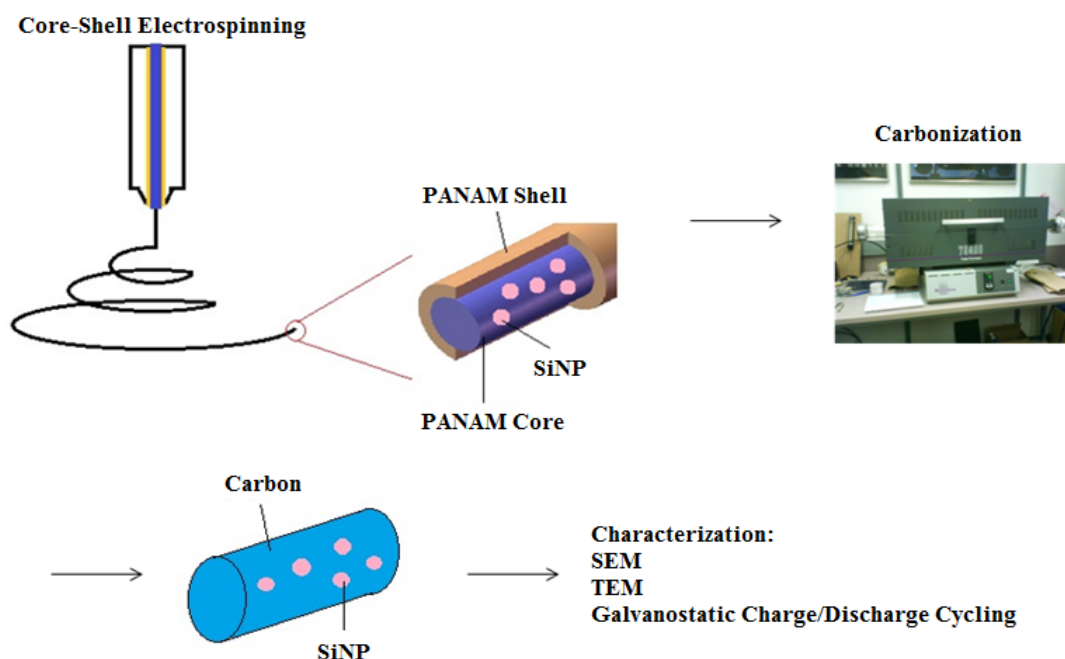 Core-Shell Electrospinning
Carbonization
PANAM Shell
SiNP
PANAM Core
Carbon
SiNP
Characterization:
SEM
TEM
Galvanostatic Charge/Discharge Cycling